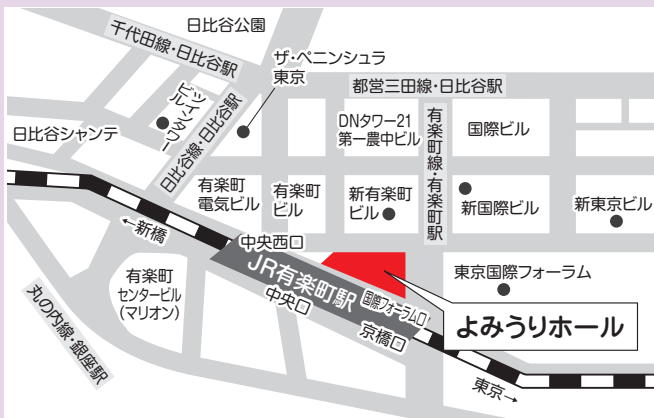 日比谷公園
千代田線・日比谷駅
ザ・ペニンシュラ
東京
都営三田線・日比谷駅
ツインタワー
ビル
日比谷線・日比谷駅
日比谷シャンテ
DNタワー21
第一農中ビル
有楽町線・有楽町駅
国際ビル
有楽町
電気ビル
有楽町
ビル
新有楽町
ビル
新国際ビル
新東京ビル
←新橋
中央西口
JR有楽町駅
国際フォーラム口
中央口
京橋口
東京国際フォーラム
有楽町
センタービル
(マリオン)
よみうりホール
丸の内線・銀座駅
東京→